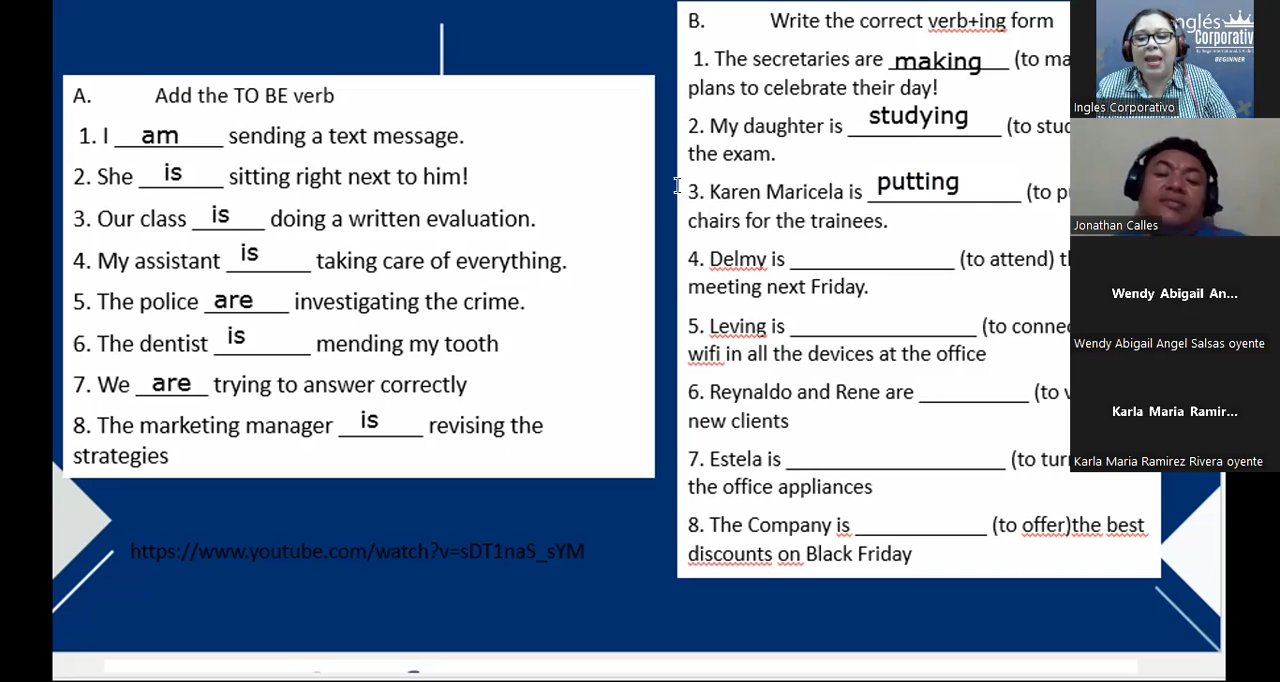 A. Add the TO BE verb
1. I am sending a text message.
2. She is sitting right next to him!
3. Our class is doing a written evaluation.
4. My assistant is taking care of everything.
5. The police are investigating the crime.
6. The dentist is mending my tooth
7. We are trying to answer correctly
8. The marketing manager is revising the
strategies
https://www.youtube.com/watch?v=sDT1naS_sYM
B. Write the correct verb+ing form
1. The secretaries are making (to ma
plans to celebrate their day!
2. My daughter is studying (to stu
the exam.
3. Karen Maricela is putting (to p
chairs for the trainees.
4. Delmy is ____ (to attend) t
meeting next Friday.
5. Leving is ____ (to conne
wifi in all the devices at the office
6. Reynaldo and Rene are ____ (to v
new clients
7. Estela is ____ (to tur
the office appliances
8. The Company is ____ (to offer)the best
discounts on Black Friday
Inglés
Corporativo
BEGINNER
Ingles Corporativo
Jonathan Calles
Wendy Abigail An...
Wendy Abigail Angel Salsas oyente
Karla Maria Ramir...
Karla Maria Ramirez Rivera oyente